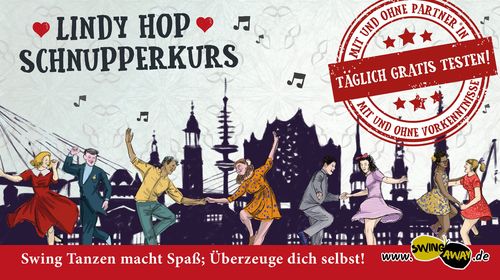 LINDY HOP
SCHNUPPERKURS
MIT UND OHNE PARTNER IN
TÄGLICH GRATIS TESTEN!
MIT UND OHNE VORKENNTNISSE
Swing Tanzen macht Spaß; Überzeuge dich selbst!
www.SWINGAWAY.de